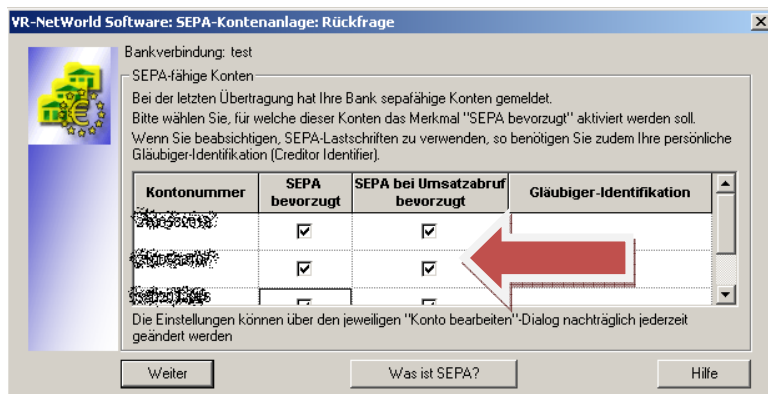 VR-NetWorld Software: SEPA-Kontenanlage: Rückfrage
Bankverbindung: test
SEPA-fähige Konten
Bei der letzten Übertragung hat Ihre Bank sepafähige Konten gemeldet.
Bitte wählen Sie, für welche dieser Konten das Merkmal "SEPA bevorzugt" aktiviert werden soll.
Wenn Sie beabsichtigen, SEPA-Lastschriften zu verwenden, so benötigen Sie zudem Ihre persönliche
Gläubiger-Identifikation (Creditor Identifier).
Kontonummer SEPA bevorzugt SEPA bei Umsatzabruf bevorzugt Gläubiger-Identifikation
Die Einstellungen können über den jeweiligen "Konto bearbeiten"-Dialog nachträglich jederzeit
geändert werden
Weiter Was ist SEPA? Hilfe